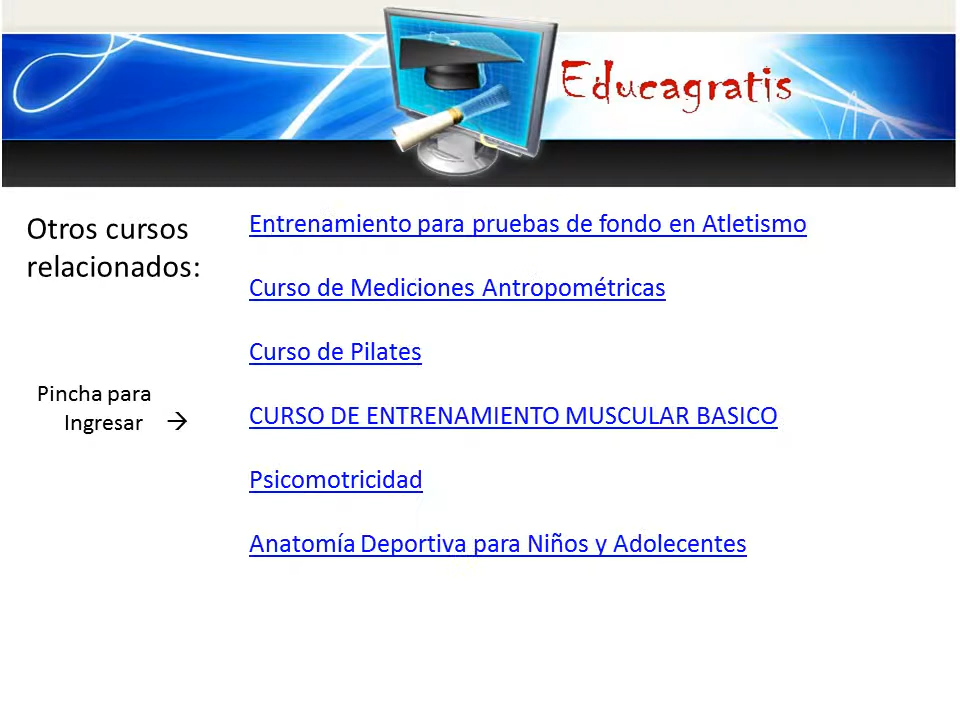 Educagratis
Otros cursos
relacionados:
Pincha para
Ingresar →
Entrenamiento para pruebas de fondo en Atletismo
Curso de Mediciones Antropométricas
Curso de Pilates
CURSO DE ENTRENAMIENTO MUSCULAR BASICO
Psicomotricidad
Anatomía Deportiva para Niños y Adolecentes